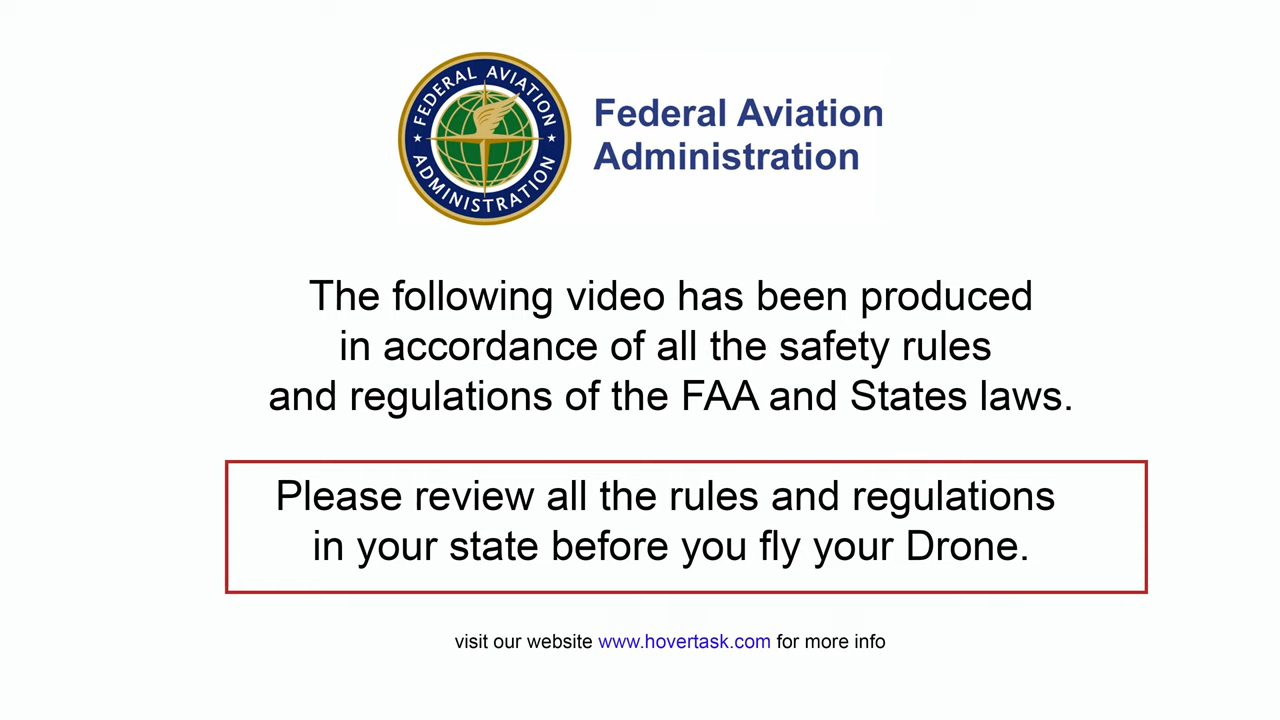 FEDERAL AVIATION
ADMINISTRATION
Federal Aviation
Administration
The following video has been produced
in accordance of all the safety rules
and regulations of the FAA and States laws.
Please review all the rules and regulations
in your state before you fly your Drone.
visit our website www.hovertask.com for more info